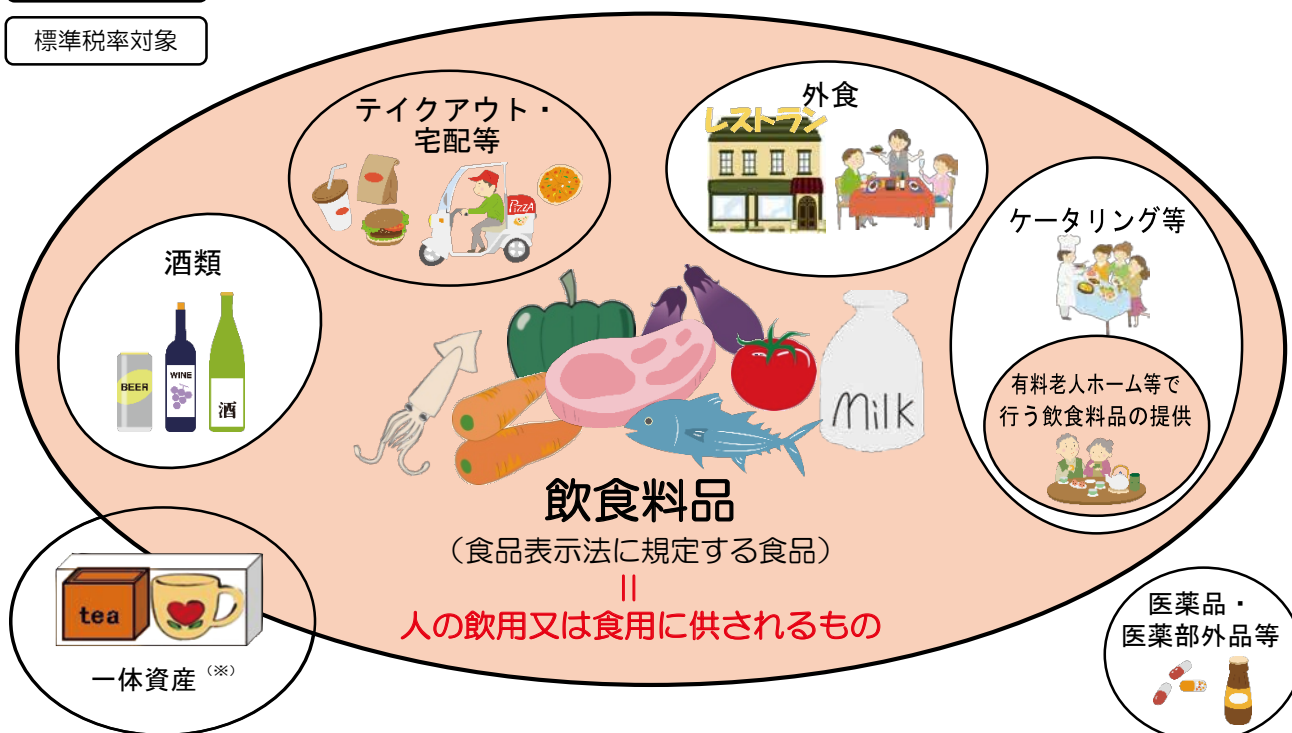 標準税率対象
テイクアウト・
宅配等
PIZZA
外食
レストラン
ケータリング等
酒類
BEER
WINE
酒
Milk
有料老人ホーム等で
行う飲食料品の提供
飲食料品
（食品表示法に規定する食品）
＝
人の飲用又は食用に供されるもの
tea
一体資産（※）
医薬品・
医薬部外品等